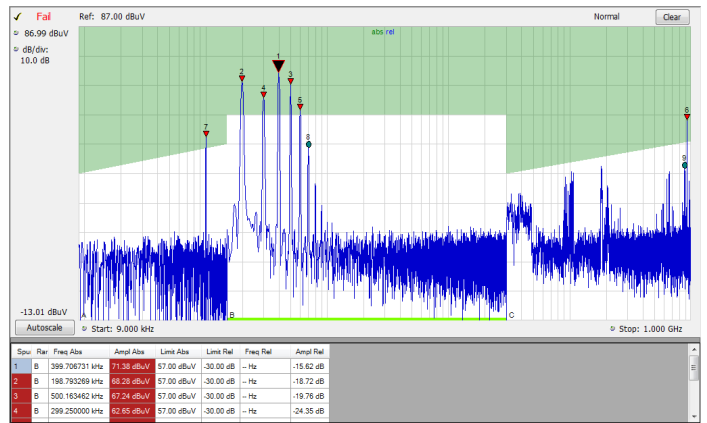 ✓ Fail Ref: 87.00 dBuV Normal Clear
86.99 dBuV
dB/div:
10.0 dB
abs rel
1
2
3
4
5
6
7
8
9
-13.01 dBuV
A B C
Autoscale Start: 9.000 kHz Stop: 1.000 GHz
Spu Ran Freq Abs Ampl Abs Limit Abs Limit Rel Freq Rel Ampl Rel
1 B 399.706731 kHz 71.38 dBuV 57.00 dBuV -30.00 dB -- Hz -15.62 dB
2 B 198.793269 kHz 68.28 dBuV 57.00 dBuV -30.00 dB -- Hz -18.72 dB
3 B 500.163462 kHz 67.24 dBuV 57.00 dBuV -30.00 dB -- Hz -19.76 dB
4 B 299.250000 kHz 62.65 dBuV 57.00 dBuV -30.00 dB -- Hz -24.35 dB